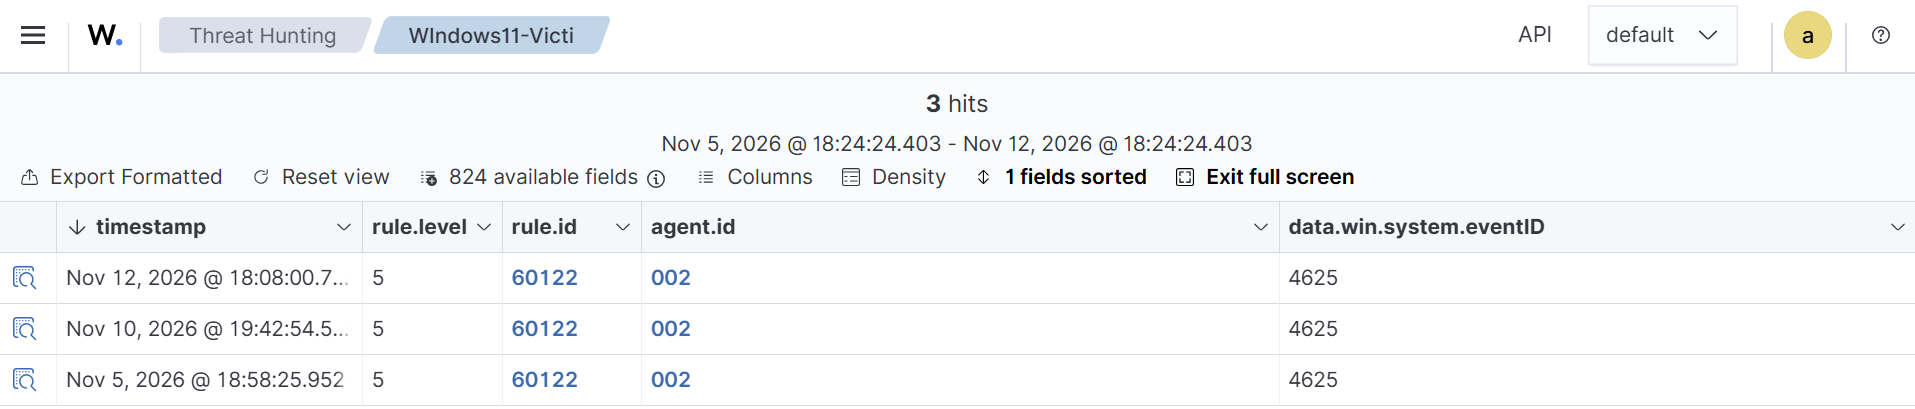 W. Threat Hunting WIndows11-Victi API default a
3 hits
Nov 5, 2026 @ 18:24:24.403 - Nov 12, 2026 @ 18:24:24.403
Export Formatted Reset view 824 available fields Columns Density 1 fields sorted Exit full screen
timestamp rule.level rule.id agent.id data.win.system.eventID
Nov 12, 2026 @ 18:08:00.7... 5 60122 002 4625
Nov 10, 2026 @ 19:42:54.5... 5 60122 002 4625
Nov 5, 2026 @ 18:58:25.952 5 60122 002 4625